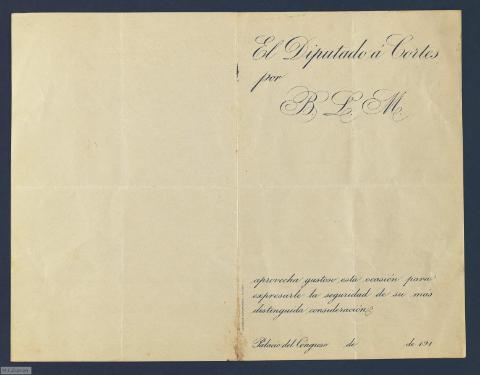 El Diputado á Cortes
por
B. L. M.
aprovecha gustoso esta ocasión para
expresarle la seguridad de su mas
distinguida consideración.
Palacio del Congreso de de 191